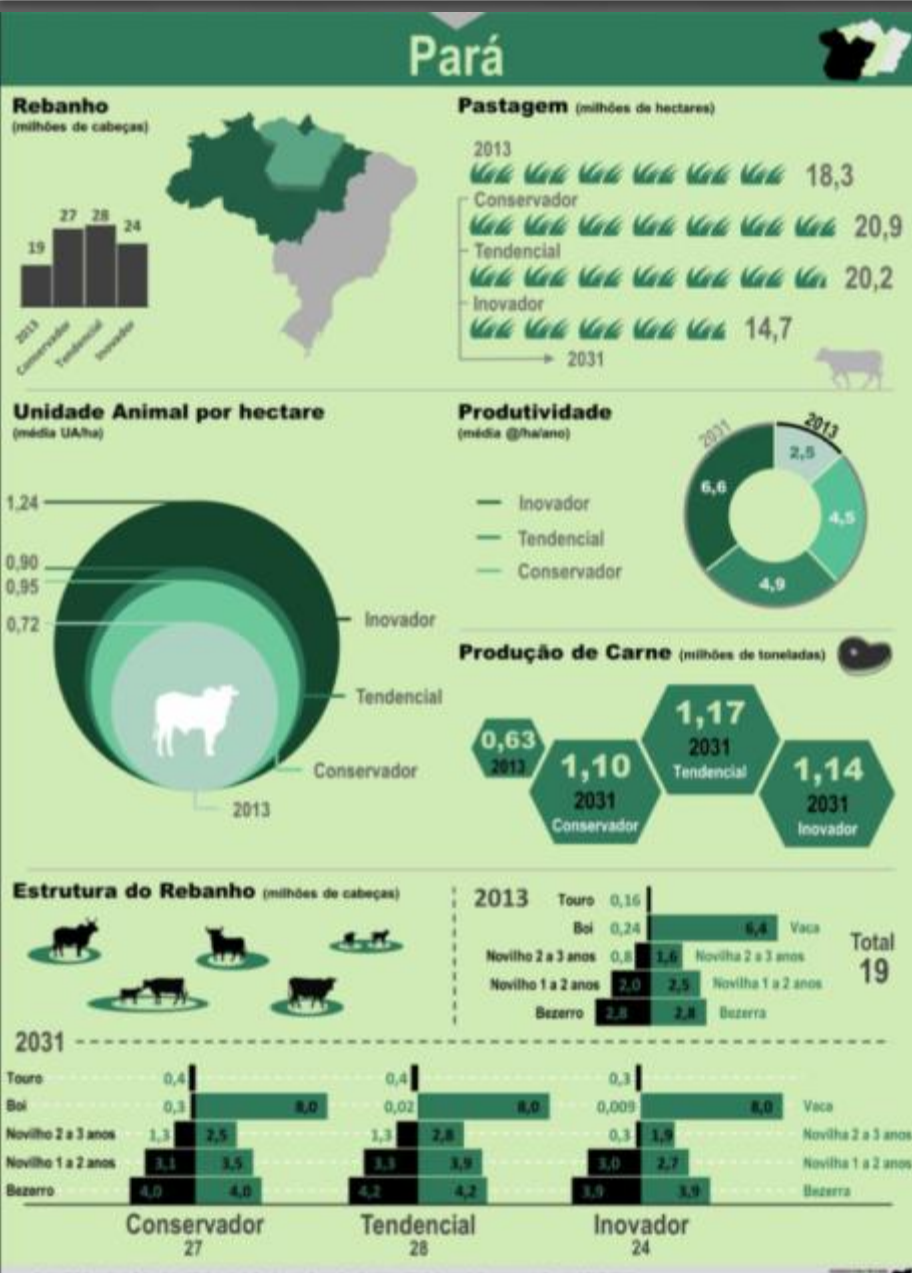 Pará
Rebanho
(milhões de cabeças)
19
27
28
24
2013
Conservador
Tendencial
Inovador
Pastagem (milhões de hectares)
2013
18,3
Conservador
20,9
Tendencial
20,2
Inovador
14,7
2031
Unidade Animal por hectare
(média UA/ha)
1,24
0,90
0,95
0,72
Inovador
Tendencial
Conservador
2013
Produtividade
(média @/ha/ano)
Inovador
Tendencial
Conservador
2031
2013
2,5
4,5
4,9
6,6
Produção de Carne (milhões de toneladas)
0,63
2013
1,10
2031
Conservador
1,17
2031
Tendencial
1,14
2031
Inovador
Estrutura do Rebanho (milhões de cabeças)
2013
Touro 0,16
Boi 0,24 6,4 Vaca
Novilho 2 a 3 anos 0,8 1,6 Novilha 2 a 3 anos
Novilho 1 a 2 anos 2,0 2,5 Novilha 1 a 2 anos
Bezerro 2,8 2,8 Bezerra
Total
19
2031
Touro 0,4 0,4 0,3
Boi 0,3 8,0 0,02 8,0 0,009 8,0 Vaca
Novilho 2 a 3 anos 1,3 2,5 1,3 2,8 0,3 1,9 Novilha 2 a 3 anos
Novilho 1 a 2 anos 3,1 3,5 3,3 3,9 3,0 2,7 Novilha 1 a 2 anos
Bezerro 4,0 4,0 4,2 4,2 3,9 3,9 Bezerra
Conservador
27
Tendencial
28
Inovador
24